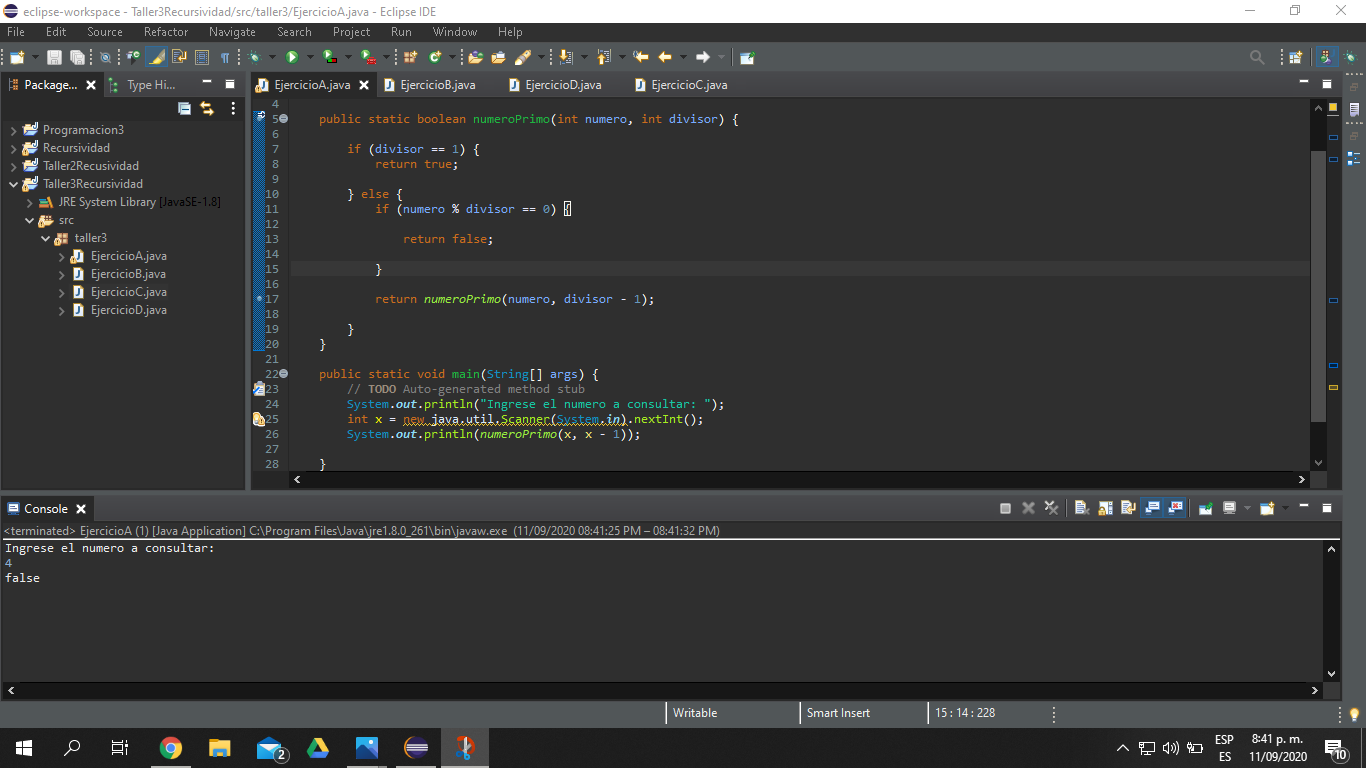 eclipse-workspace - Taller3Recursividad/src/taller3/EjercicioA.java - Eclipse IDE
File Edit Source Refactor Navigate Search Project Run Window Help
Package... Type Hi...
EjercicioA.java EjercicioB.java EjercicioD.java EjercicioC.java
Programacion3
Recursividad
Taller2Recusividad
Taller3Recursividad
JRE System Library [JavaSE-1.8]
src
taller3
EjercicioA.java
EjercicioB.java
EjercicioC.java
EjercicioD.java
4
5 public static boolean numeroPrimo(int numero, int divisor) {
6
7 if (divisor == 1) {
8 return true;
9
10 } else {
11 if (numero % divisor == 0) {
12
13 return false;
14
15 }
16
17 return numeroPrimo(numero, divisor - 1);
18
19 }
20 }
21
22 public static void main(String[] args) {
23 // TODO Auto-generated method stub
24 System.out.println("Ingrese el numero a consultar: ");
25 int x = new java.util.Scanner(System.in).nextInt();
26 System.out.println(numeroPrimo(x, x - 1));
27
28 }
Console
<terminated> EjercicioA (1) [Java Application] C:\Program Files\Java\jre1.8.0_261\bin\javaw.exe (11/09/2020 08:41:25 PM – 08:41:32 PM)
Ingrese el numero a consultar:
4
false
Writable Smart Insert 15 : 14 : 228
2
ESP
ES
8:41 p. m.
11/09/2020
10